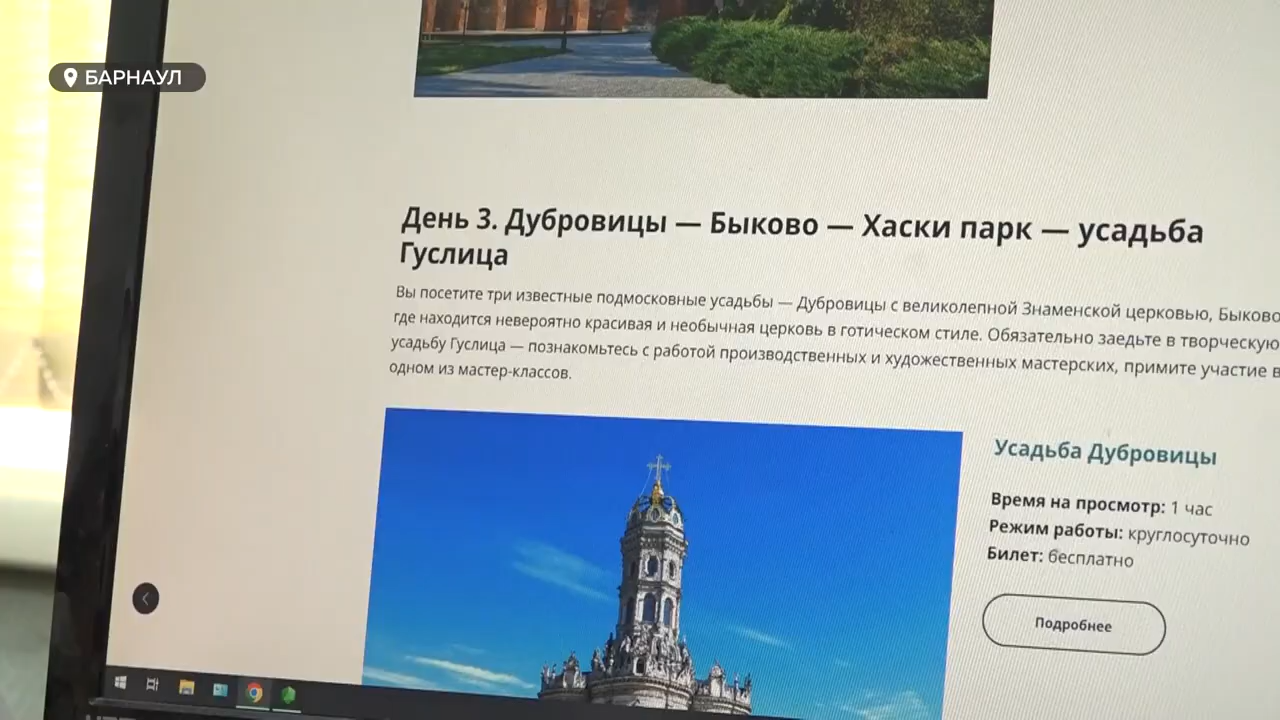 БАРНАУЛ
День 3. Дубровицы — Быково — Хаски парк — усадьба
Гуслица
Вы посетите три известные подмосковные усадьбы — Дубровицы с великолепной Знаменской церковью, Быково
где находится невероятно красивая и необычная церковь в готическом стиле. Обязательно заедьте в творческую
усадьбу Гуслица — познакомьтесь с работой производственных и художественных мастерских, примите участие в
одном из мастер-классов.
Усадьба Дубровицы
Время на просмотр: 1 час
Режим работы: круглосуточно
Билет: бесплатно
Подробнее